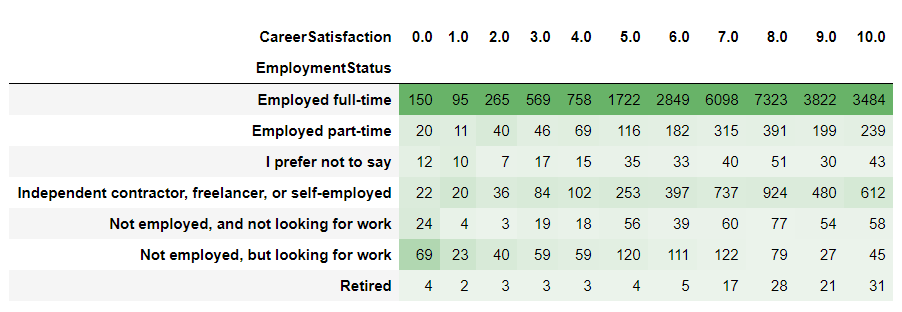 CareerSatisfaction 0.0 1.0 2.0 3.0 4.0 5.0 6.0 7.0 8.0 9.0 10.0
EmploymentStatus
Employed full-time 150 95 265 569 758 1722 2849 6098 7323 3822 3484
Employed part-time 20 11 40 46 69 116 182 315 391 199 239
I prefer not to say 12 10 7 17 15 35 33 40 51 30 43
Independent contractor, freelancer, or self-employed 22 20 36 84 102 253 397 737 924 480 612
Not employed, and not looking for work 24 4 3 19 18 56 39 60 77 54 58
Not employed, but looking for work 69 23 40 59 59 120 111 122 79 27 45
Retired 4 2 3 3 3 4 5 17 28 21 31